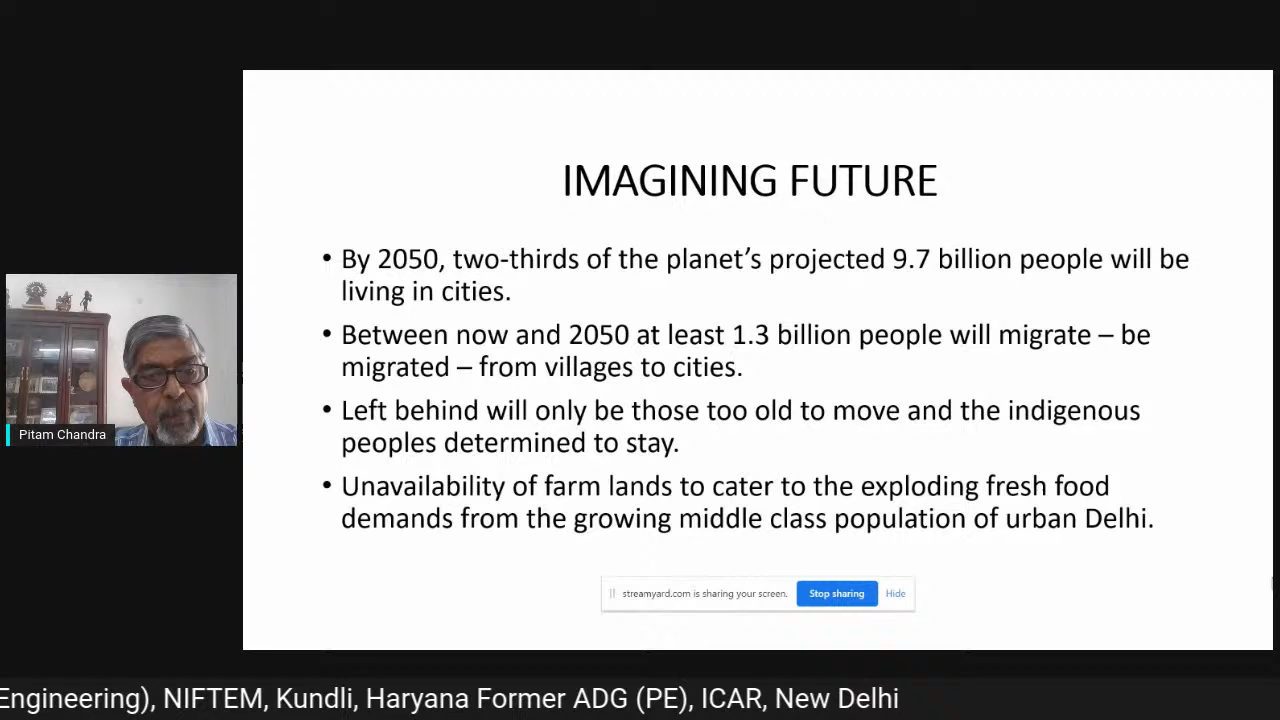 IMAGINING FUTURE
• By 2050, two-thirds of the planet’s projected 9.7 billion people will be
living in cities.
• Between now and 2050 at least 1.3 billion people will migrate – be
migrated – from villages to cities.
• Left behind will only be those too old to move and the indigenous
peoples determined to stay.
• Unavailability of farm lands to cater to the exploding fresh food
demands from the growing middle class population of urban Delhi.
Pitam Chandra
streamyard.com is sharing your screen. Stop sharing Hide
Engineering), NIFTEM, Kundli, Haryana Former ADG (PE), ICAR, New Delhi